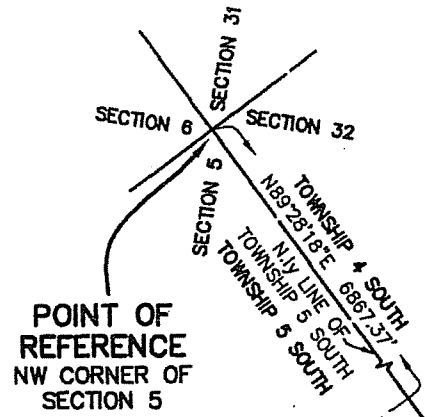 SECTION 31
SECTION 6
SECTION 32
SECTION 5
TOWNSHIP 4 SOUTH
N89°28'18"E 6867.37'
N.ly LINE OF
TOWNSHIP 5 SOUTH
TOWNSHIP 5 SOUTH
POINT OF
REFERENCE
NW CORNER OF
SECTION 5